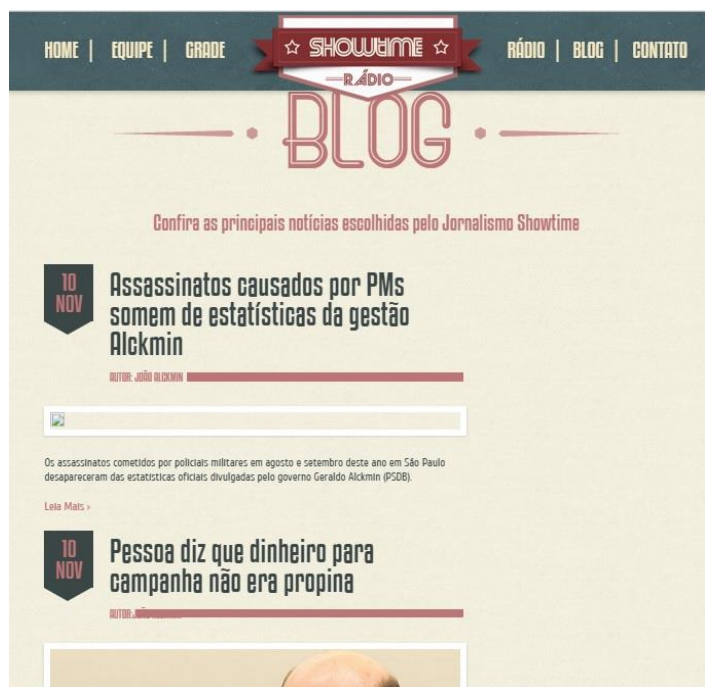 HOME | EQUIPE | GRADE
SHOWTIME
RÁDIO
RÁDIO | BLOG | CONTATO
BLOG
Confira as principais notícias escolhidas pelo Jornalismo Showtime
10
NOV
Assassinatos causados por PMs
somem de estatísticas da gestão
Alckmin
AUTOR: JOÃO ALCKMIN
Os assassinatos cometidos por policiais militares em agosto e setembro deste ano em São Paulo
desapareceram das estatísticas oficiais divulgadas pelo governo Geraldo Alckmin (PSDB).
Leia Mais >
10
NOV
Pessoa diz que dinheiro para
campanha não era propina
AUTOR: